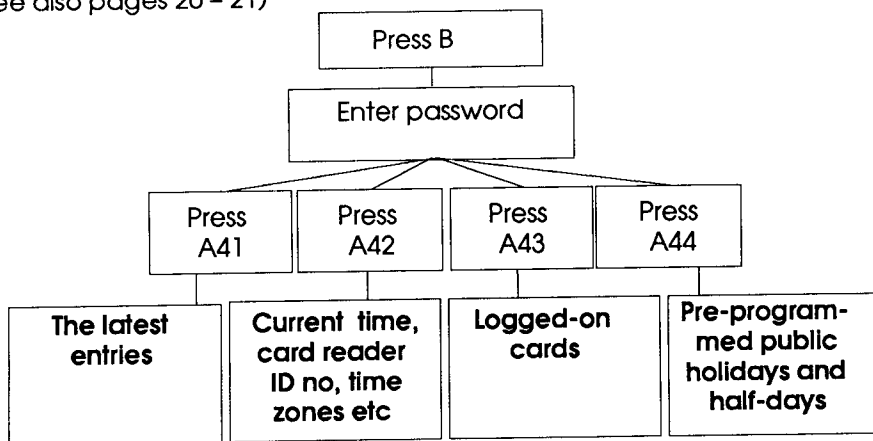 ee also pages 20 – 21)
Press B
Enter password
Press
A41
Press
A42
Press
A43
Press
A44
The latest
entries
Current time,
card reader
ID no, time
zones etc
Logged-on
cards
Pre-program-
med public
holidays and
half-days